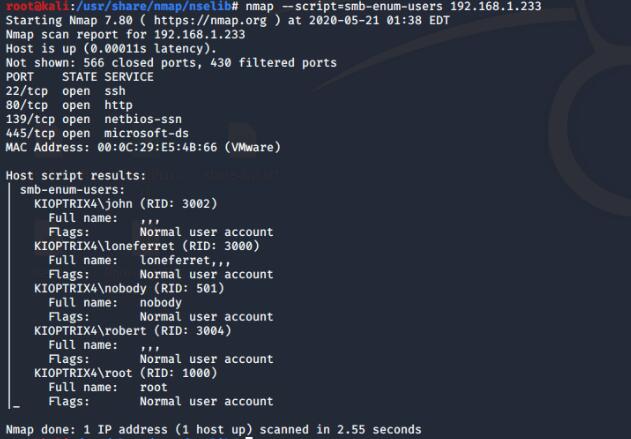 root@kali:/usr/share/nmap/nselib# nmap --script=smb-enum-users 192.168.1.233
Starting Nmap 7.80 ( https://nmap.org ) at 2020-05-21 01:38 EDT
Nmap scan report for 192.168.1.233
Host is up (0.00011s latency).
Not shown: 566 closed ports, 430 filtered ports
PORT    STATE SERVICE
22/tcp  open  ssh
80/tcp  open  http
139/tcp open  netbios-ssn
445/tcp open  microsoft-ds
MAC Address: 00:0C:29:E5:4B:66 (VMware)
Host script results:
| smb-enum-users:
|   KIOPTRIX4\john (RID: 3002)
|     Full name:   ,,,
|     Flags:       Normal user account
|   KIOPTRIX4\loneferret (RID: 3000)
|     Full name:   loneferret,,,
|     Flags:       Normal user account
|   KIOPTRIX4\nobody (RID: 501)
|     Full name:   nobody
|     Flags:       Normal user account
|   KIOPTRIX4\robert (RID: 3004)
|     Full name:   ,,,
|     Flags:       Normal user account
|   KIOPTRIX4\root (RID: 1000)
|     Full name:   root
|_    Flags:       Normal user account
Nmap done: 1 IP address (1 host up) scanned in 2.55 seconds